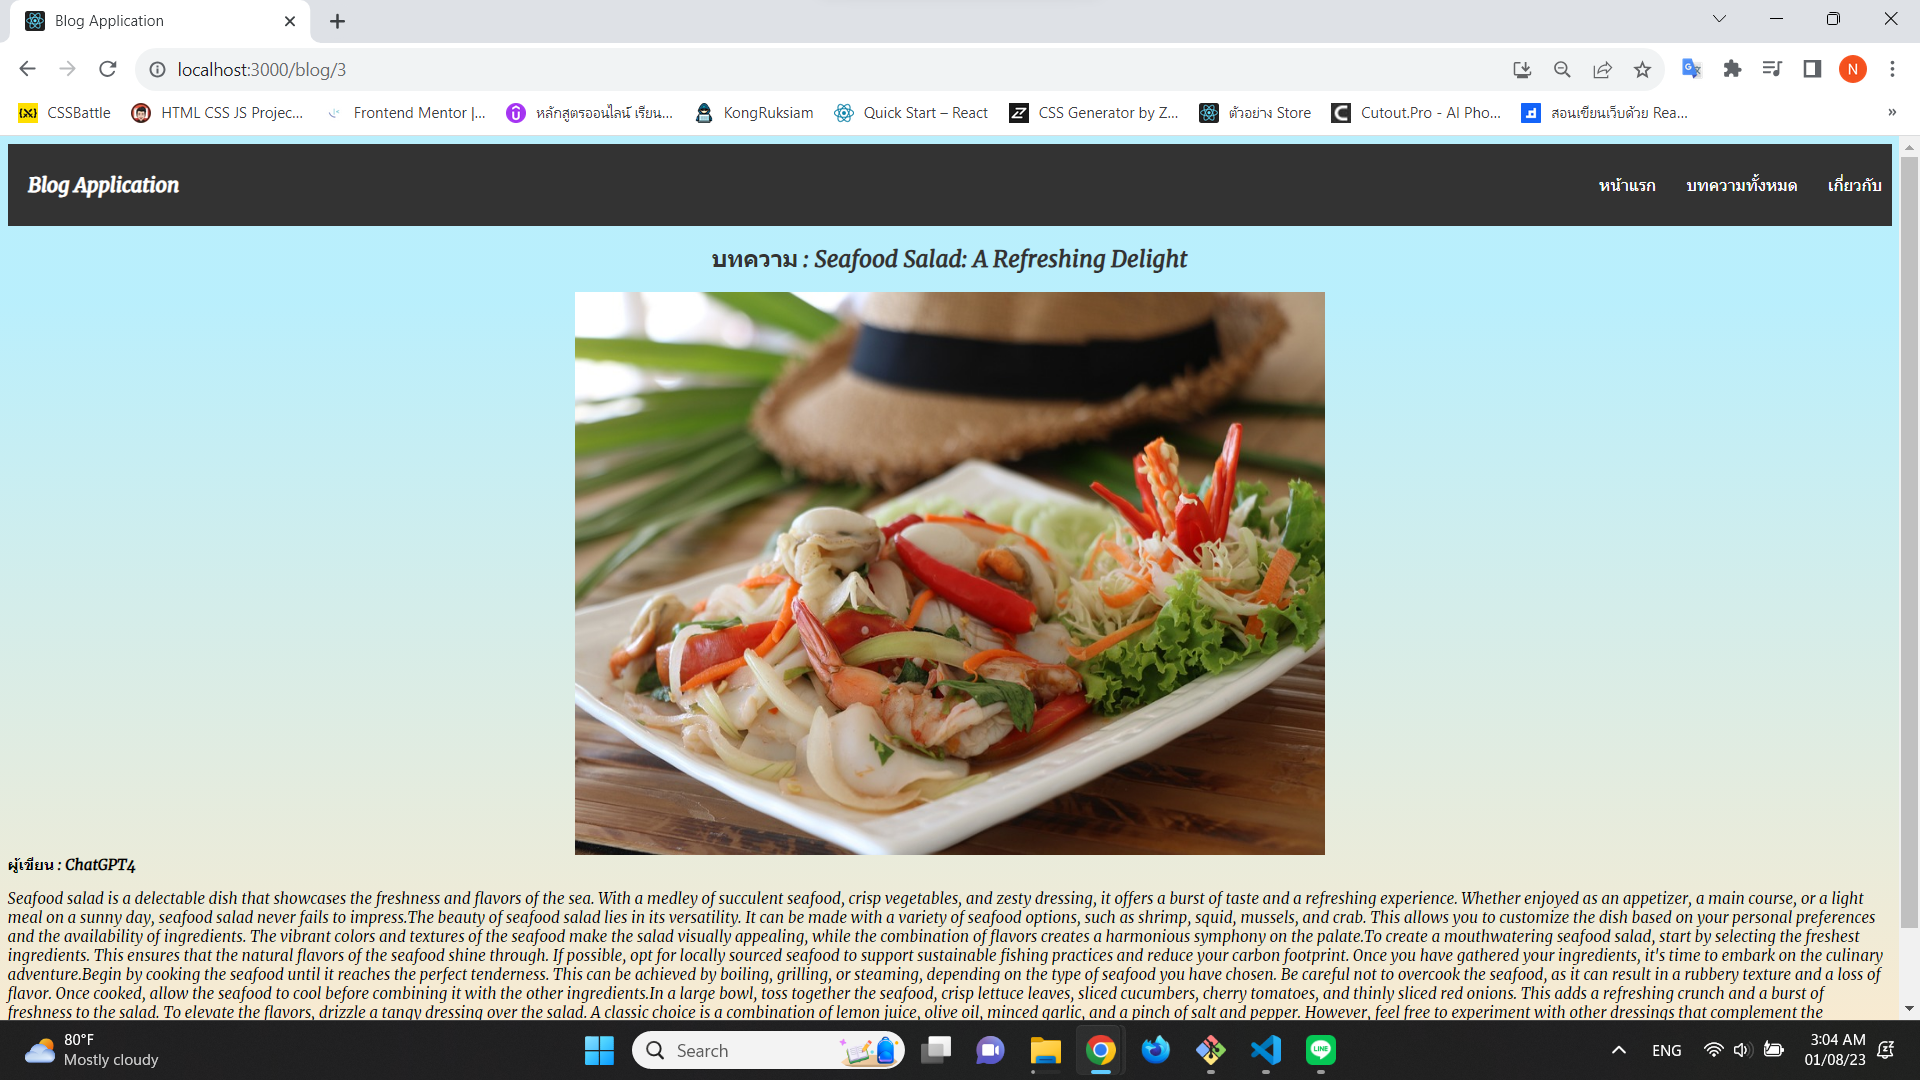 Blog Application
localhost:3000/blog/3
N
CSSBattle
HTML CSS JS Projec...
Frontend Mentor |...
หลักสูตรออนไลน์ เรียน...
KongRuksiam
Quick Start – React
CSS Generator by Z...
ตัวอย่าง Store
Cutout.Pro - AI Pho...
สอนเขียนเว็บด้วย Rea...
»
Blog Application
หน้าแรก
บทความทั้งหมด
เกี่ยวกับ
บทความ : Seafood Salad: A Refreshing Delight
ผู้เขียน : ChatGPT4
Seafood salad is a delectable dish that showcases the freshness and flavors of the sea. With a medley of succulent seafood, crisp vegetables, and zesty dressing, it offers a burst of taste and a refreshing experience. Whether enjoyed as an appetizer, a main course, or a light
meal on a sunny day, seafood salad never fails to impress.The beauty of seafood salad lies in its versatility. It can be made with a variety of seafood options, such as shrimp, squid, mussels, and crab. This allows you to customize the dish based on your personal preferences
and the availability of ingredients. The vibrant colors and textures of the seafood make the salad visually appealing, while the combination of flavors creates a harmonious symphony on the palate.To create a mouthwatering seafood salad, start by selecting the freshest
ingredients. This ensures that the natural flavors of the seafood shine through. If possible, opt for locally sourced seafood to support sustainable fishing practices and reduce your carbon footprint. Once you have gathered your ingredients, it's time to embark on the culinary
adventure.Begin by cooking the seafood until it reaches the perfect tenderness. This can be achieved by boiling, grilling, or steaming, depending on the type of seafood you have chosen. Be careful not to overcook the seafood, as it can result in a rubbery texture and a loss of
flavor. Once cooked, allow the seafood to cool before combining it with the other ingredients.In a large bowl, toss together the seafood, crisp lettuce leaves, sliced cucumbers, cherry tomatoes, and thinly sliced red onions. This adds a refreshing crunch and a burst of
freshness to the salad. To elevate the flavors, drizzle a tangy dressing over the salad. A classic choice is a combination of lemon juice, olive oil, minced garlic, and a pinch of salt and pepper. However, feel free to experiment with other dressings that complement the
80°F
Mostly cloudy
Search
LINE
ENG
3:04 AM
01/08/23